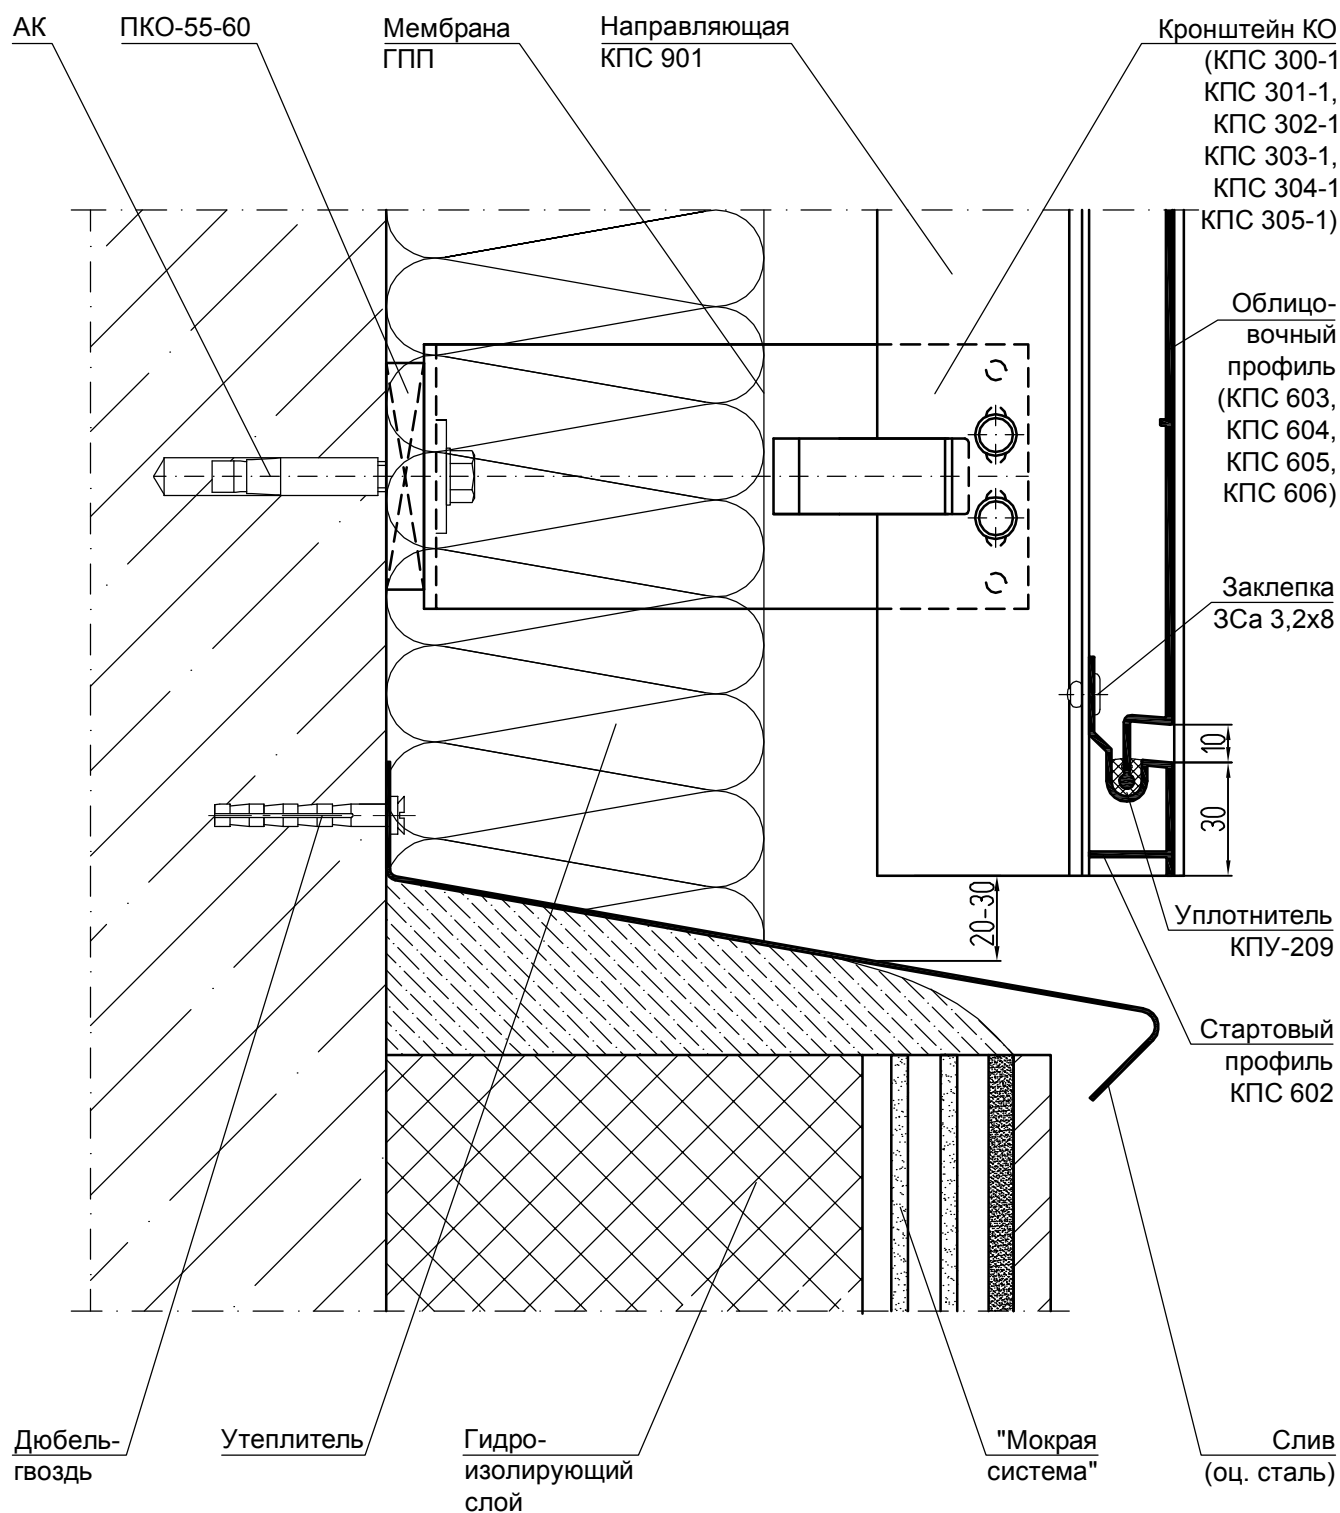 АК
ПКО-55-60
Мембрана
ГПП
Направляющая
КПС 901
Кронштейн КО
(КПС 300-1
КПС 301-1,
КПС 302-1
КПС 303-1,
КПС 304-1
КПС 305-1)
Облицо-
вочный
профиль
(КПС 603,
КПС 604,
КПС 605,
КПС 606)
Заклепка
ЗСа 3,2х8
10
30
20-30
Уплотнитель
КПУ-209
Стартовый
профиль
КПС 602
Дюбель-
гвоздь
Утеплитель
Гидро-
изолирующий
слой
"Мокрая
система"
Слив
(оц. сталь)